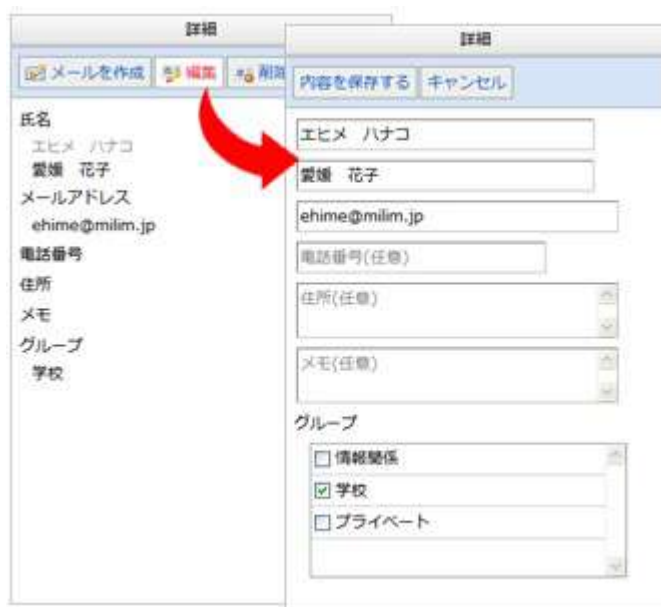 詳細
メールを作成 編集 削除
氏名
エヒメ ハナコ
愛媛 花子
メールアドレス
ehime@milim.jp
電話番号
住所
メモ
グループ
学校
詳細
内容を保存する キャンセル
エヒメ ハナコ
愛媛 花子
ehime@milim.jp
電話番号(任意)
住所(任意)
メモ(任意)
グループ
情報関係
学校
プライベート